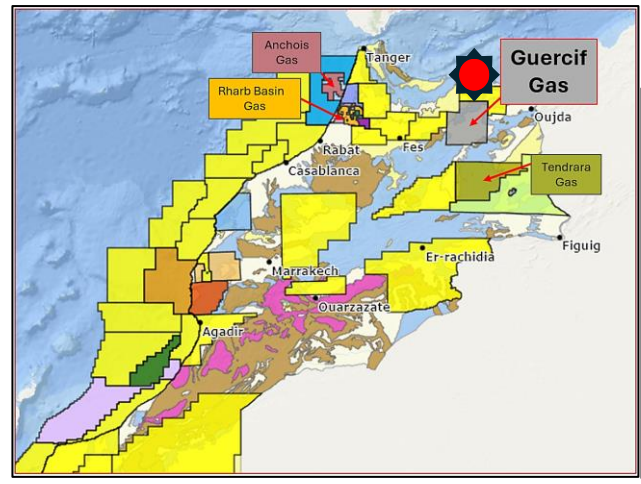 Anchois
Gas
Tanger
Guercif
Gas
Rharb Basin
Gas
Oujda
Rabat
Fes
Casablanca
Tendrara
Gas
Figuig
Er-rachidia
Marrakech
Ouarzazate
Agadir